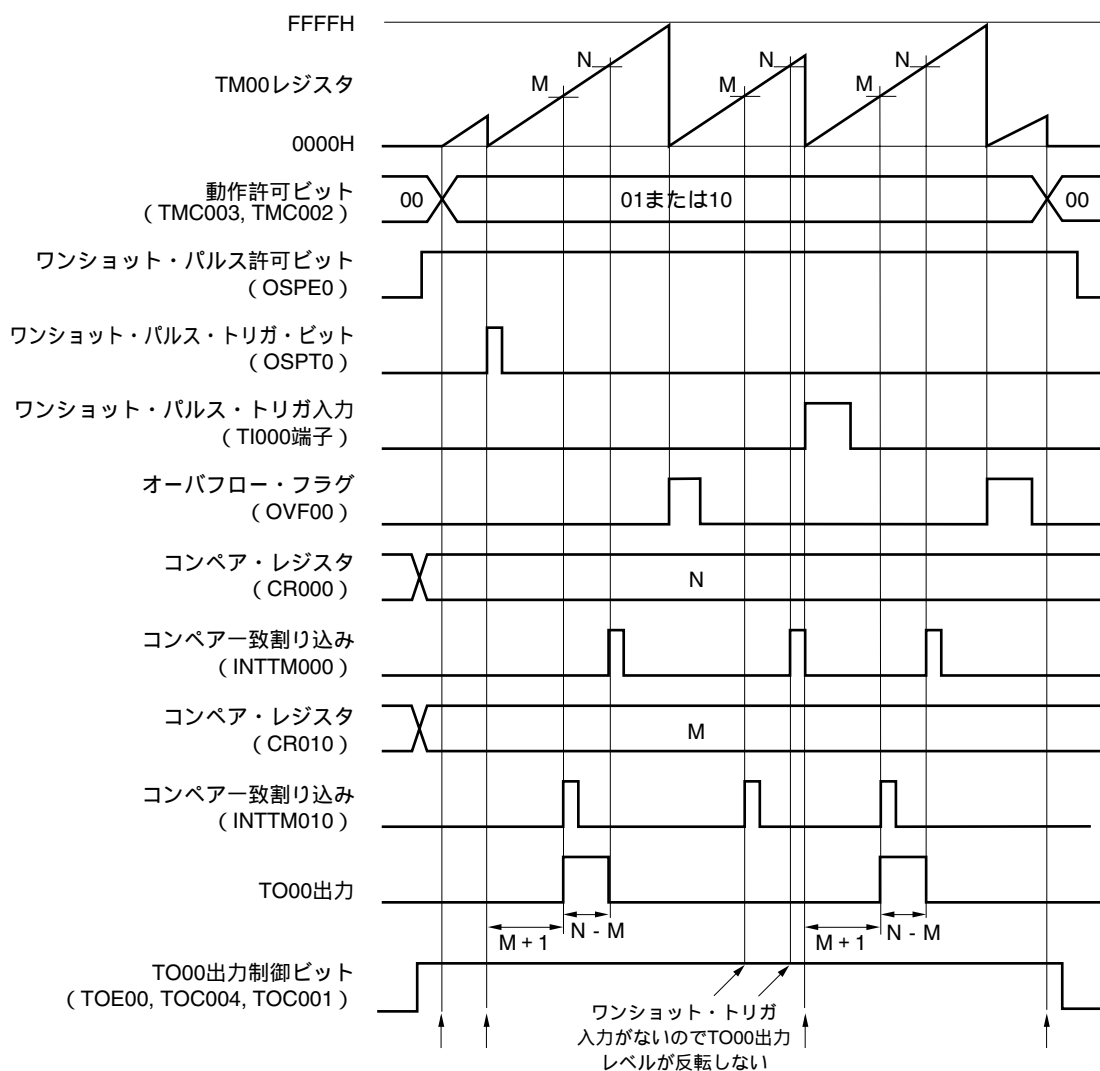 FFFFH
TM00レジスタ
0000H
M
N
M
N
M
N
動作許可ビット
( TMC003, TMC002 )
00
01または10
00
ワンショット・パルス許可ビット
( OSPE0 )
ワンショット・パルス・トリガ・ビット
( OSPT0 )
ワンショット・パルス・トリガ入力
( TI000端子 )
オーバフロー・フラグ
( OVF00 )
コンペア・レジスタ
( CR000 )
N
コンペア一致割り込み
( INTTM000 )
コンペア・レジスタ
( CR010 )
M
コンペア一致割り込み
( INTTM010 )
TO00出力
M + 1
N - M
M + 1
N - M
TO00出力制御ビット
( TOE00, TOC004, TOC001 )
ワンショット・トリガ
入力がないのでTO00出力
レベルが反転しない